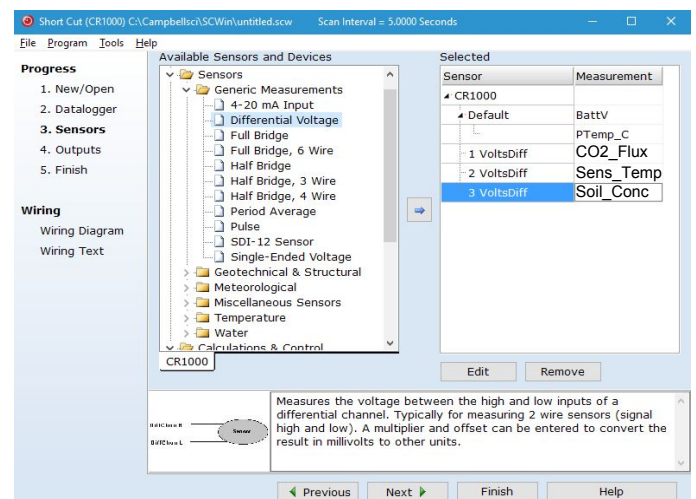 Short Cut (CR1000) C:\Campbellsci\SCWin\untitled.scw Scan Interval = 5.0000 Seconds
File Program Tools Help
Progress
1. New/Open
2. Datalogger
3. Sensors
4. Outputs
5. Finish
Wiring
Wiring Diagram
Wiring Text
Available Sensors and Devices
Sensors
Generic Measurements
4-20 mA Input
Differential Voltage
Full Bridge
Full Bridge, 6 Wire
Half Bridge
Half Bridge, 3 Wire
Half Bridge, 4 Wire
Period Average
Pulse
SDI-12 Sensor
Single-Ended Voltage
Geotechnical & Structural
Meteorological
Miscellaneous Sensors
Temperature
Water
Calculations & Control
CR1000
Selected
Sensor Measurement
CR1000
Default BattV
PTemp_C
1 VoltsDiff CO2_Flux
2 VoltsDiff Sens_Temp
3 VoltsDiff Soil_Conc
Edit Remove
Sensor
Measures the voltage between the high and low inputs of a
differential channel. Typically for measuring 2 wire sensors (signal
high and low). A multiplier and offset can be entered to convert the
result in millivolts to other units.
Previous Next Finish Help